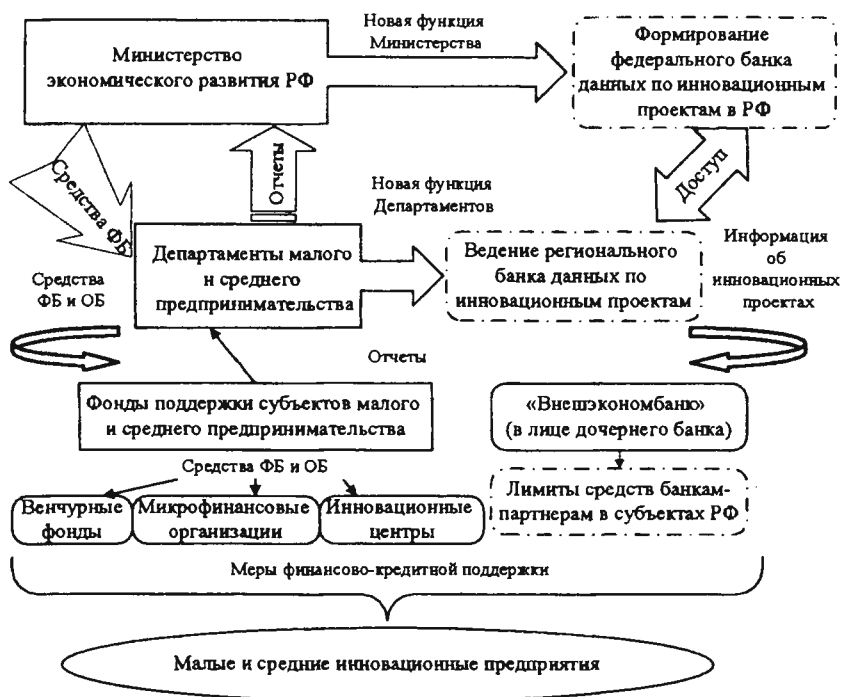 Новая функция
Министерства
Министерство
экономического развития РФ
Формирование
федерального банка
данных по инновационным
проектам в РФ
Средства ФБ
Отчеты
Доступ
Новая функция
Департаментов
Департаменты малого
и среднего
предпринимательства
Ведение регионального
банка данных по
инновационным проектам
Информация
об
инновационных
проектах
Средства
ФБ и ОБ
Отчеты
Фонды поддержки субъектов малого
и среднего предпринимательства
«Внешэкономбанк»
(в лице дочернего банка)
Средства ФБ и ОБ
Венчурные
фонды
Микрофинансовые
организации
Инновационные
центры
Лимиты средств банкам-
партнерам в субъектах РФ
Меры финансово-кредитной поддержки
Малые и средние инновационные предприятия